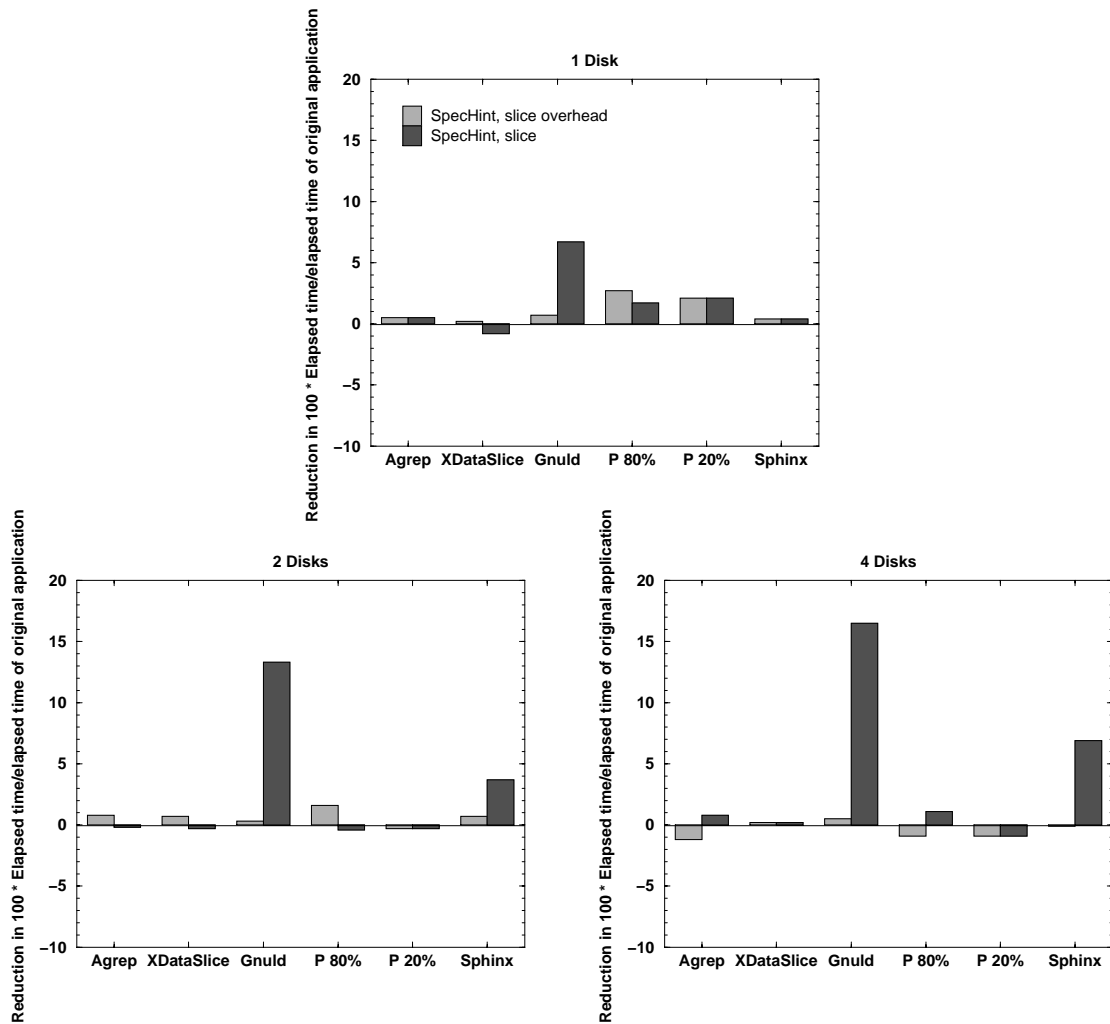 1 Disk
Reduction in 100 * Elapsed time/elapsed time of original application
20
15
10
5
0
−5
−10
SpecHint, slice overhead
SpecHint, slice
Agrep XDataSlice Gnuld P 80% P 20% Sphinx
2 Disks
Reduction in 100 * Elapsed time/elapsed time of original application
20
15
10
5
0
−5
−10
Agrep XDataSlice Gnuld P 80% P 20% Sphinx
4 Disks
Reduction in 100 * Elapsed time/elapsed time of original application
20
15
10
5
0
−5
−10
Agrep XDataSlice Gnuld P 80% P 20% Sphinx